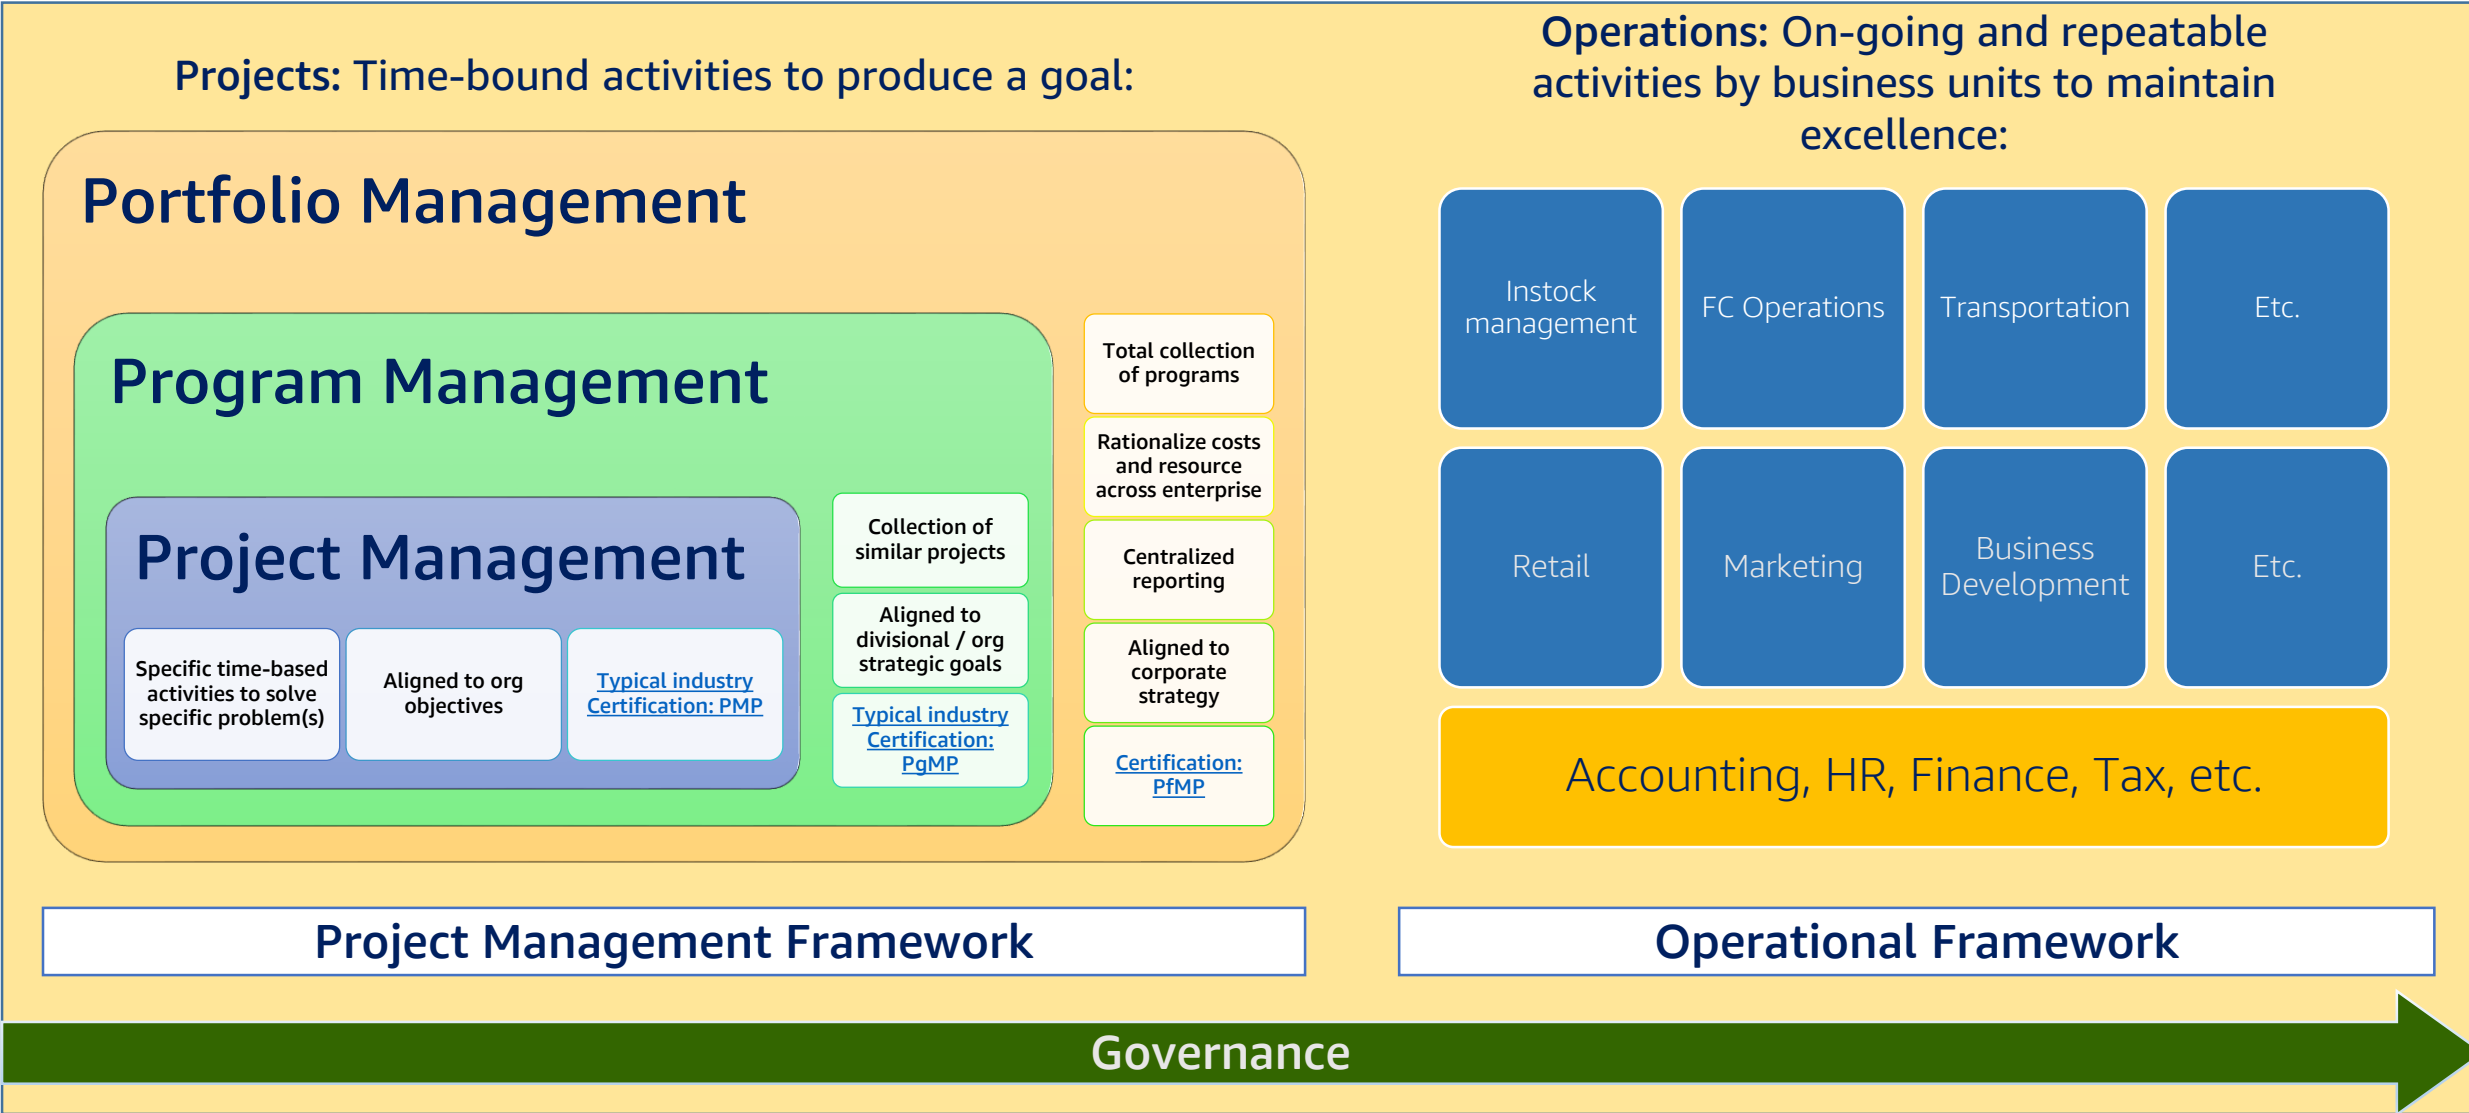 Projects: Time-bound activities to produce a goal:
Portfolio Management
Program Management
Project Management
Specific time-based
activities to solve
specific problem(s)
Aligned to org
objectives
Typical industry
Certification: PMP
Collection of
similar projects
Aligned to
divisional / org
strategic goals
Typical industry
Certification:
PgMP
Total collection
of programs
Rationalize costs
and resource
across enterprise
Centralized
reporting
Aligned to
corporate
strategy
Certification:
PfMP
Project Management Framework
Operations: On-going and repeatable
activities by business units to maintain
excellence:
Instock
management
FC Operations
Transportation
Etc.
Retail
Marketing
Business
Development
Etc.
Accounting, HR, Finance, Tax, etc.
Operational Framework
Governance